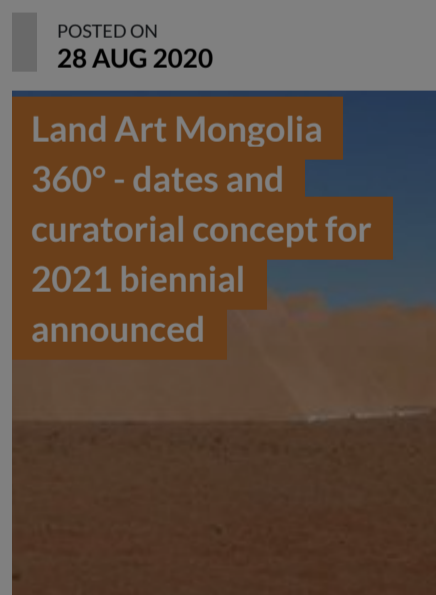 POSTED ON
28 AUG 2020
Land Art Mongolia
360° - dates and
curatorial concept for
2021 biennial
announced